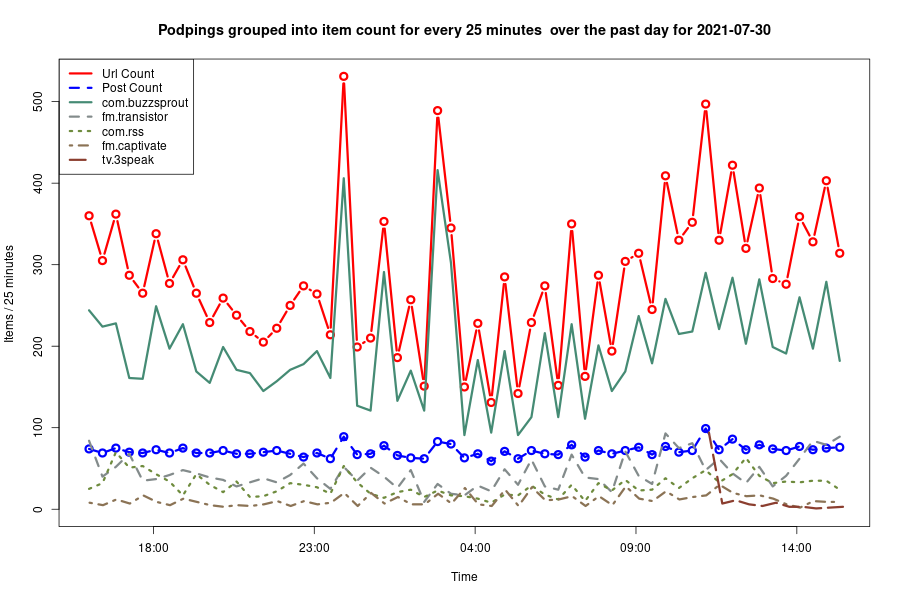 Podpings grouped into item count for every 25 minutes  over the past day for 2021-07-30
Url Count
Post Count
com.buzzsprout
fm.transistor
com.rss
fm.captivate
tv.3speak
500
400
300
200
100
0
Items / 25 minutes
18:00 23:00 04:00 09:00 14:00
Time